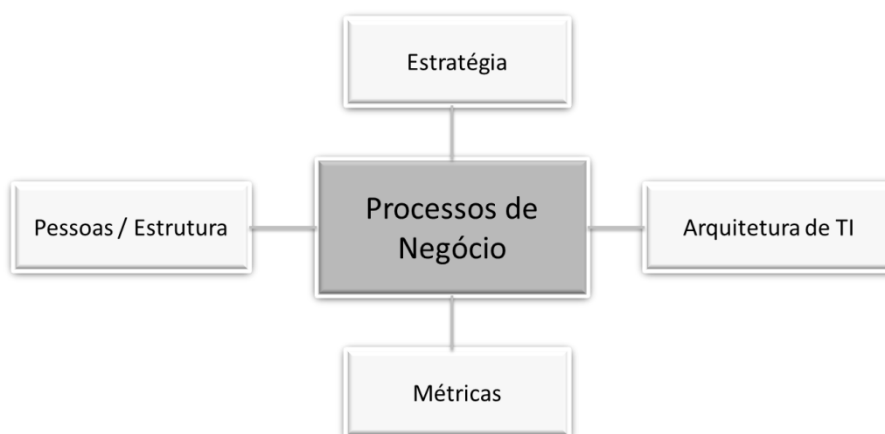 Estratégia
Pessoas / Estrutura
Processos de
Negócio
Arquitetura de TI
Métricas